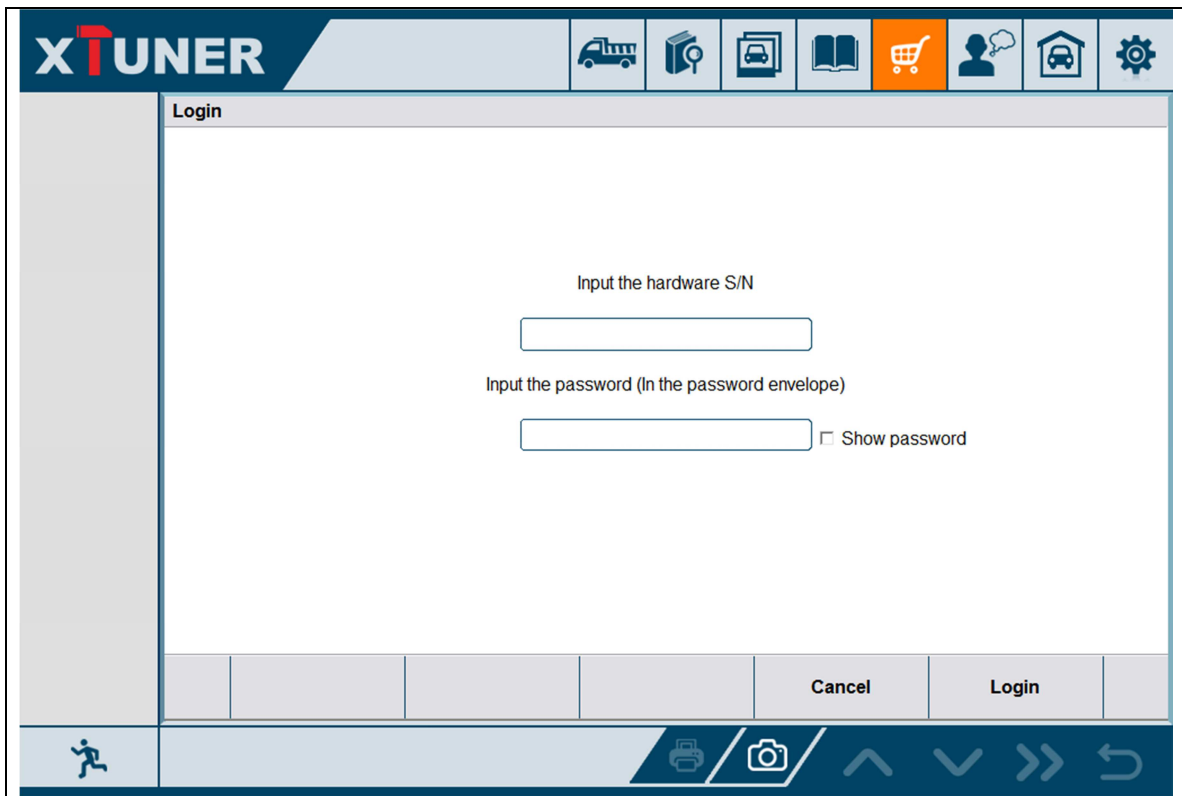 XTUNER
Login
Input the hardware S/N
Input the password (In the password envelope)
Show password
Cancel
Login